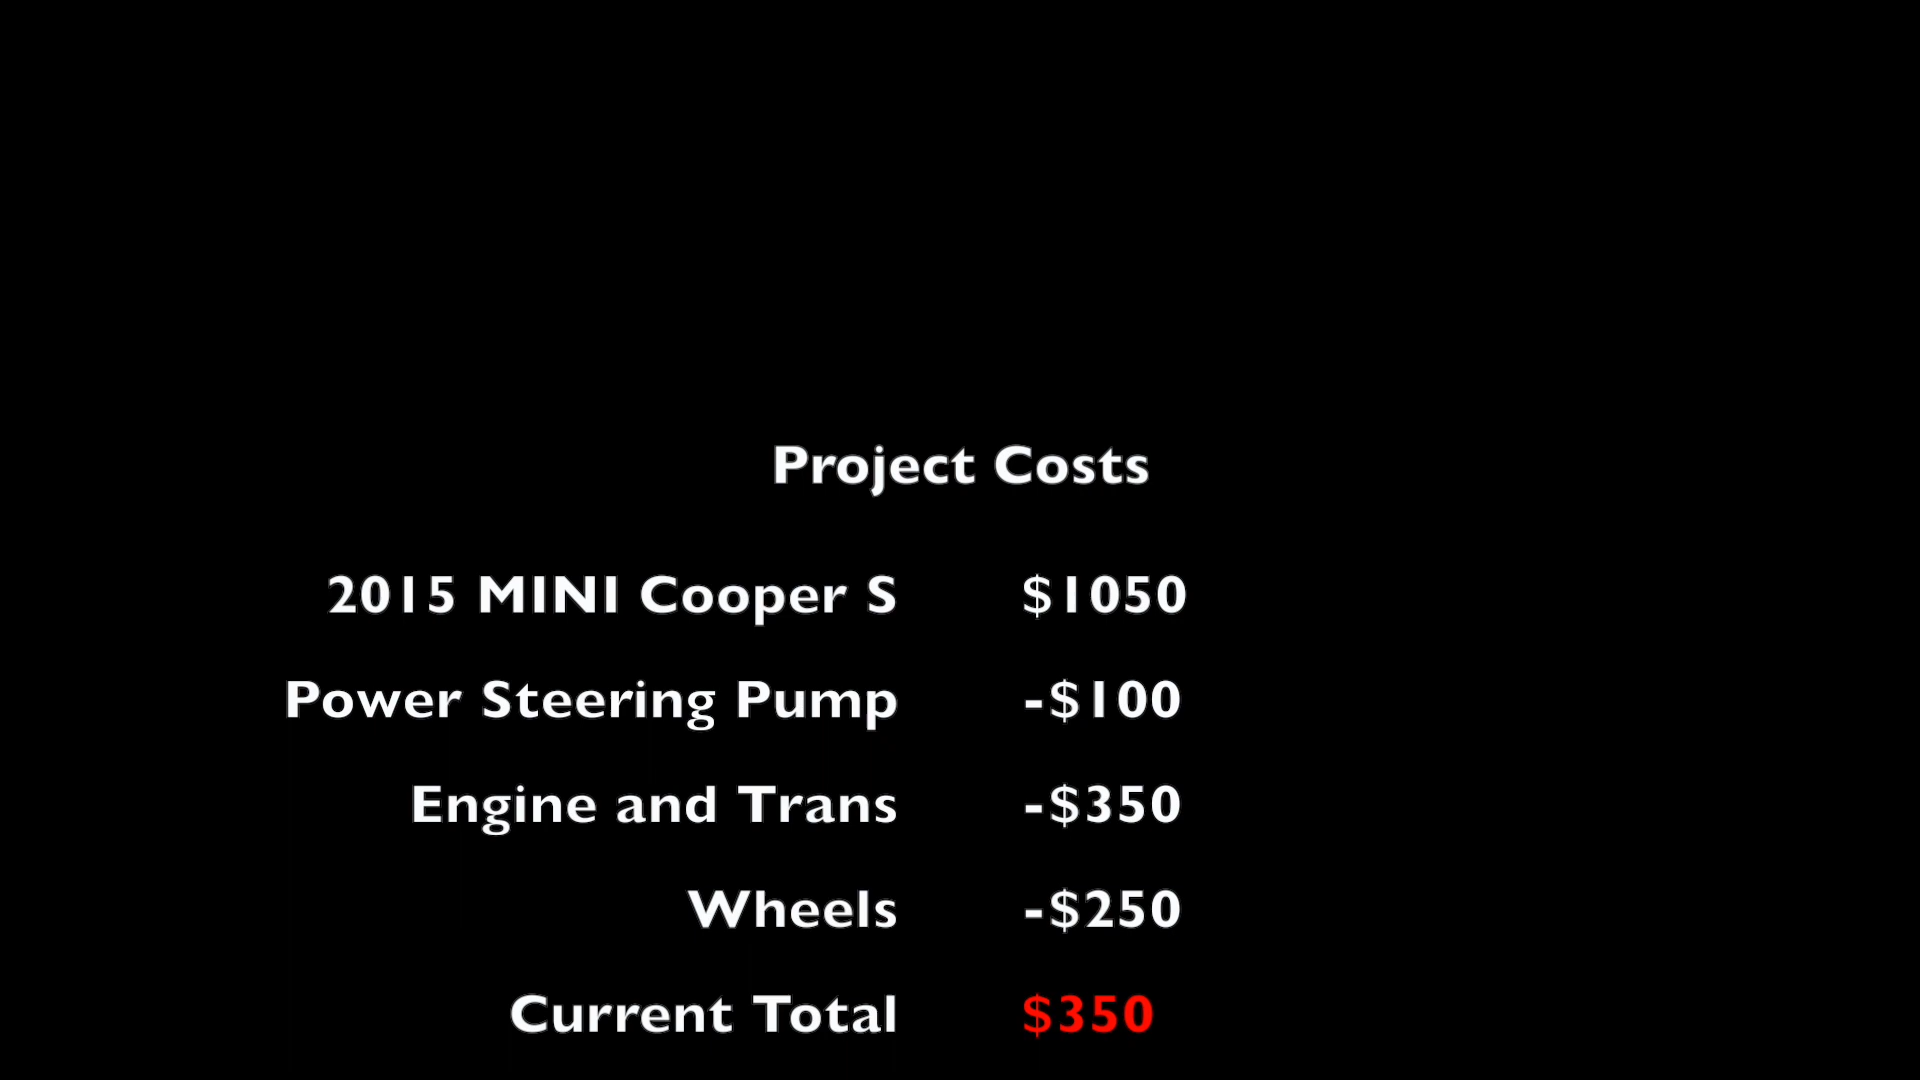 Project Costs
2015 MINI Cooper S $1050
Power Steering Pump -$100
Engine and Trans -$350
Wheels -$250
Current Total $350